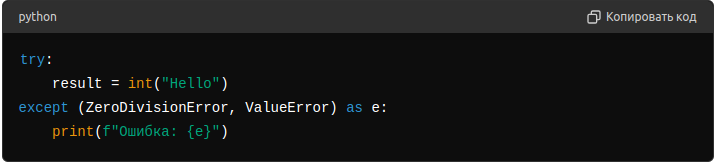 python
Копировать код
try:
    result = int("Hello")
except (ZeroDivisionError, ValueError) as e:
    print(f"Ошибка: {e}")